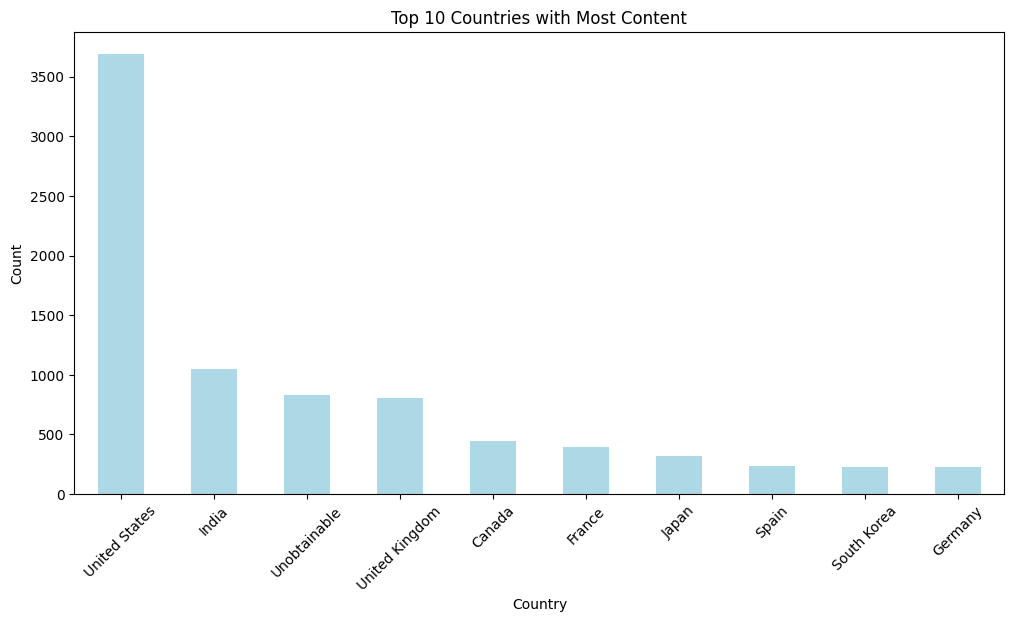 Top 10 Countries with Most Content
Count
3500
3000
2500
2000
1500
1000
500
0
United States
India
Unobtainable
United Kingdom
Canada
France
Japan
Spain
South Korea
Germany
Country